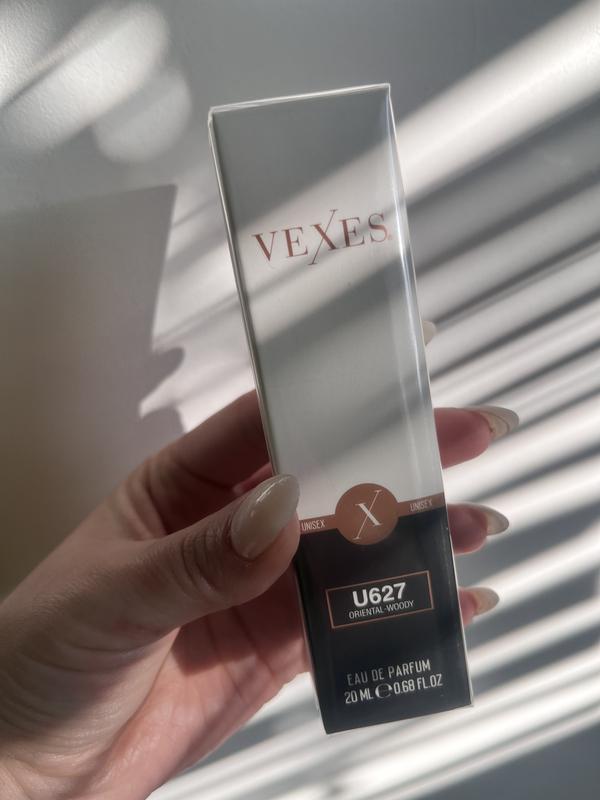 VEXES®
UNISEX X UNISEX
U627
ORIENTAL-WOODY
EAU DE PARFUM
20 ML ℮ 0.68 FL.OZ